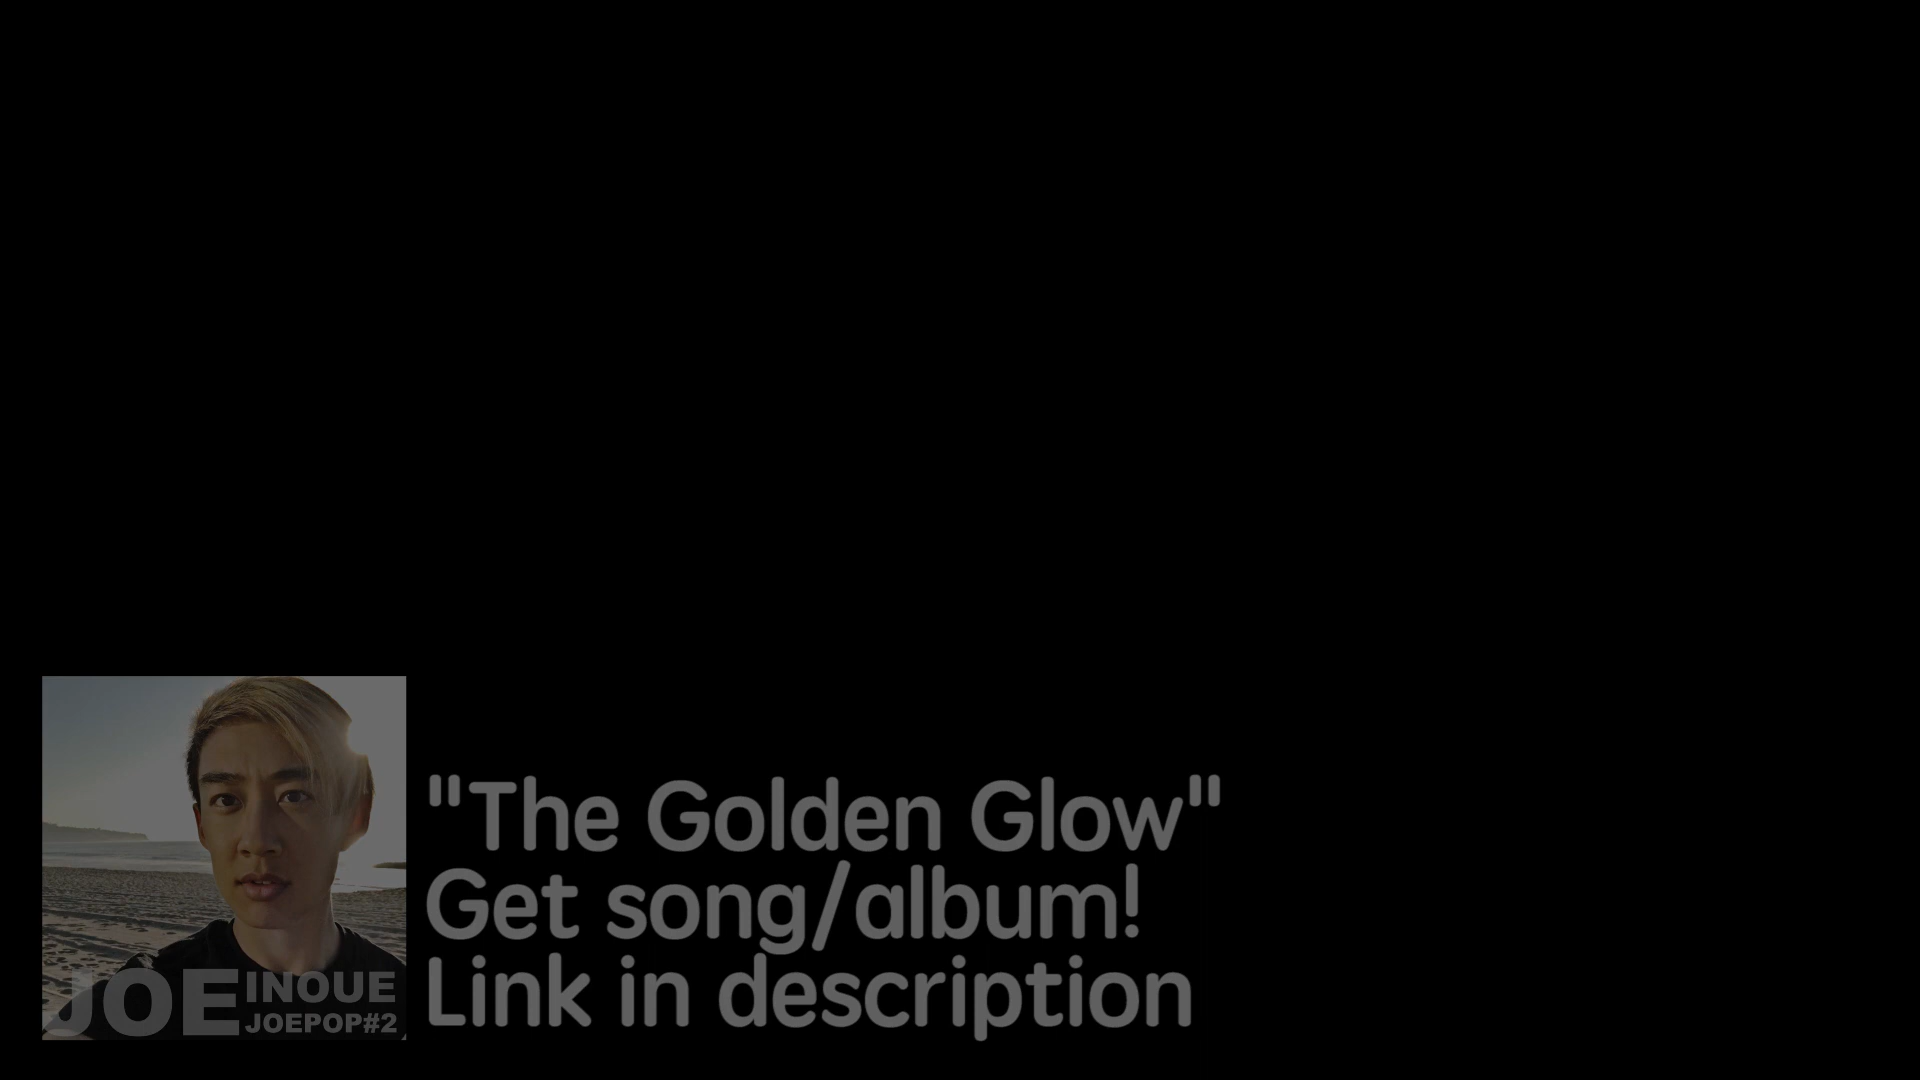 JOE INOUE
JOEPOP#2
"The Golden Glow"
Get song/album!
Link in description